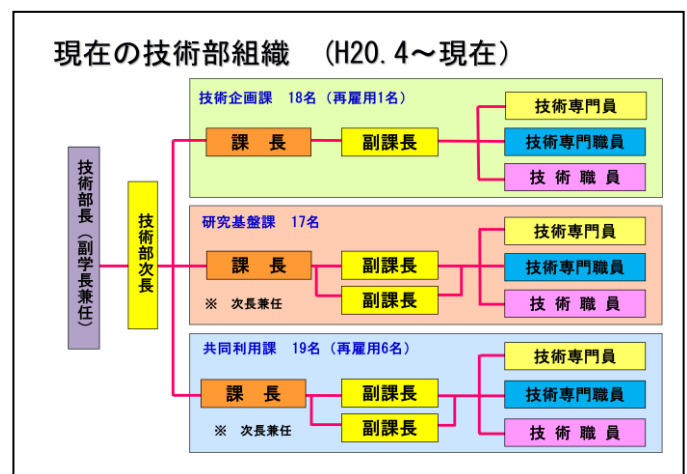 現在の技術部組織　(H20.4～現在)
技術部長（副学長兼任）
技術部次長
技術企画課　18名（再雇用1名）
課　長
副課長
技術専門員
技術専門職員
技 術 職 員
研究基盤課　17名
課　長
※　次長兼任
副課長
副課長
技術専門員
技術専門職員
技 術 職 員
共同利用課　19名（再雇用6名）
課　長
※　次長兼任
副課長
副課長
技術専門員
技術専門職員
技 術 職 員